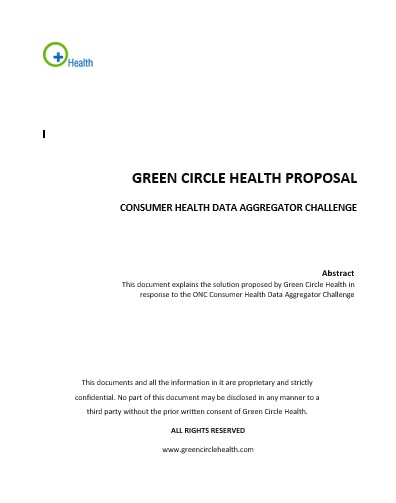 Health
GREEN CIRCLE HEALTH PROPOSAL
CONSUMER HEALTH DATA AGGREGATOR CHALLENGE
Abstract
This document explains the solution proposed by Green Circle Health in
response to the ONC Consumer Health Data Aggregator Challenge
This documents and all the information in it are proprietary and strictly
confidential. No part of this document may be disclosed in any manner to a
third party without the prior written consent of Green Circle Health.
ALL RIGHTS RESERVED
www.greencirclehealth.com